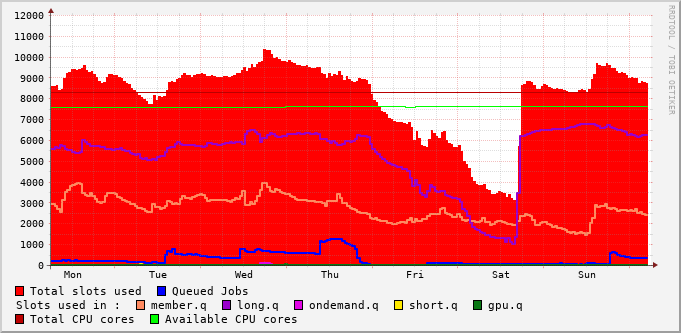 12000
11000
10000
9000
8000
7000
6000
5000
4000
3000
2000
1000
0
Mon Tue Wed Thu Fri Sat Sun
RRDTOOL / TOBI OETIKER
Total slots used Queued Jobs
Slots used in : member.q long.q ondemand.q short.q gpu.q
Total CPU cores Available CPU cores